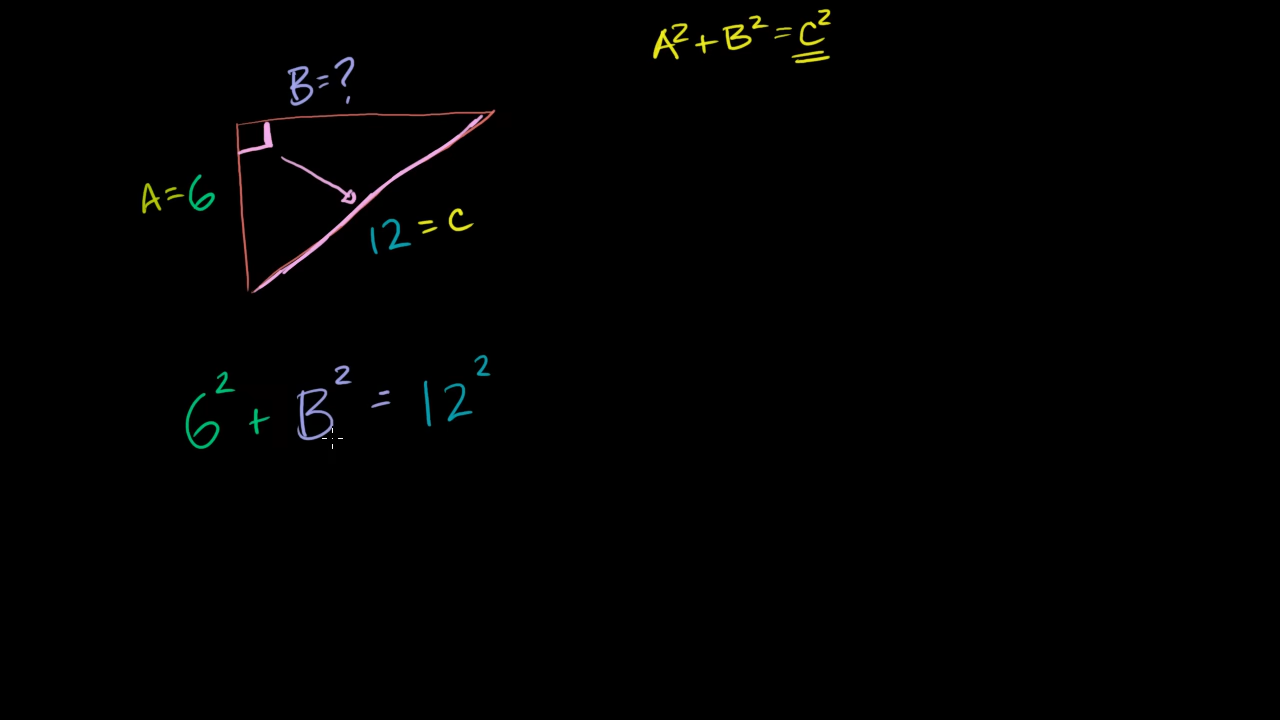 A² + B² = C²
B = ?
A = 6
12 = C
6² + B² = 12²